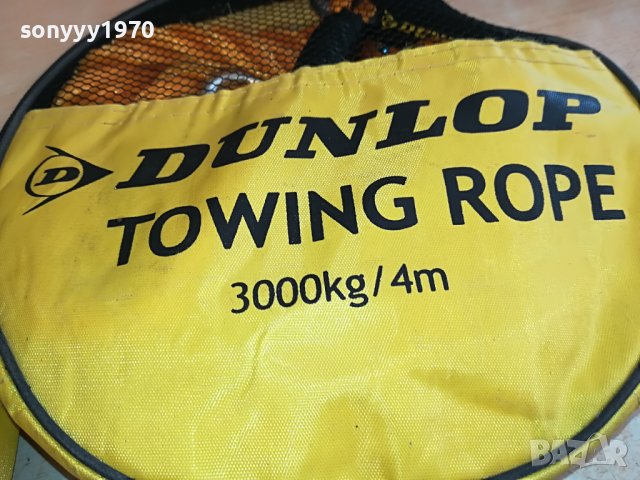 sonyyy1970
D DUNLOP
TOWING ROPE
3000kg/4m
BAZAR